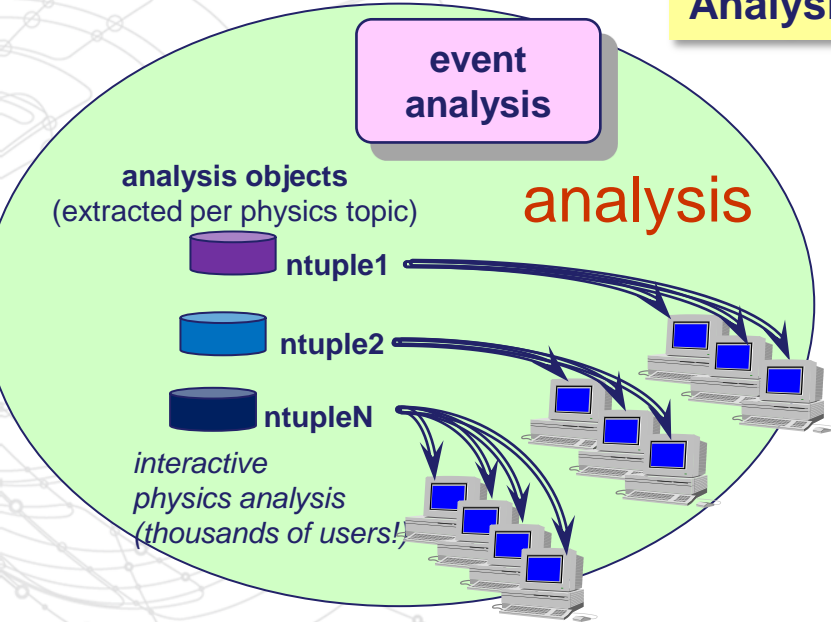 Analysi
event
analysis
analysis objects
(extracted per physics topic)
analysis
ntuple1
ntuple2
ntupleN
interactive
physics analysis
(thousands of users!)